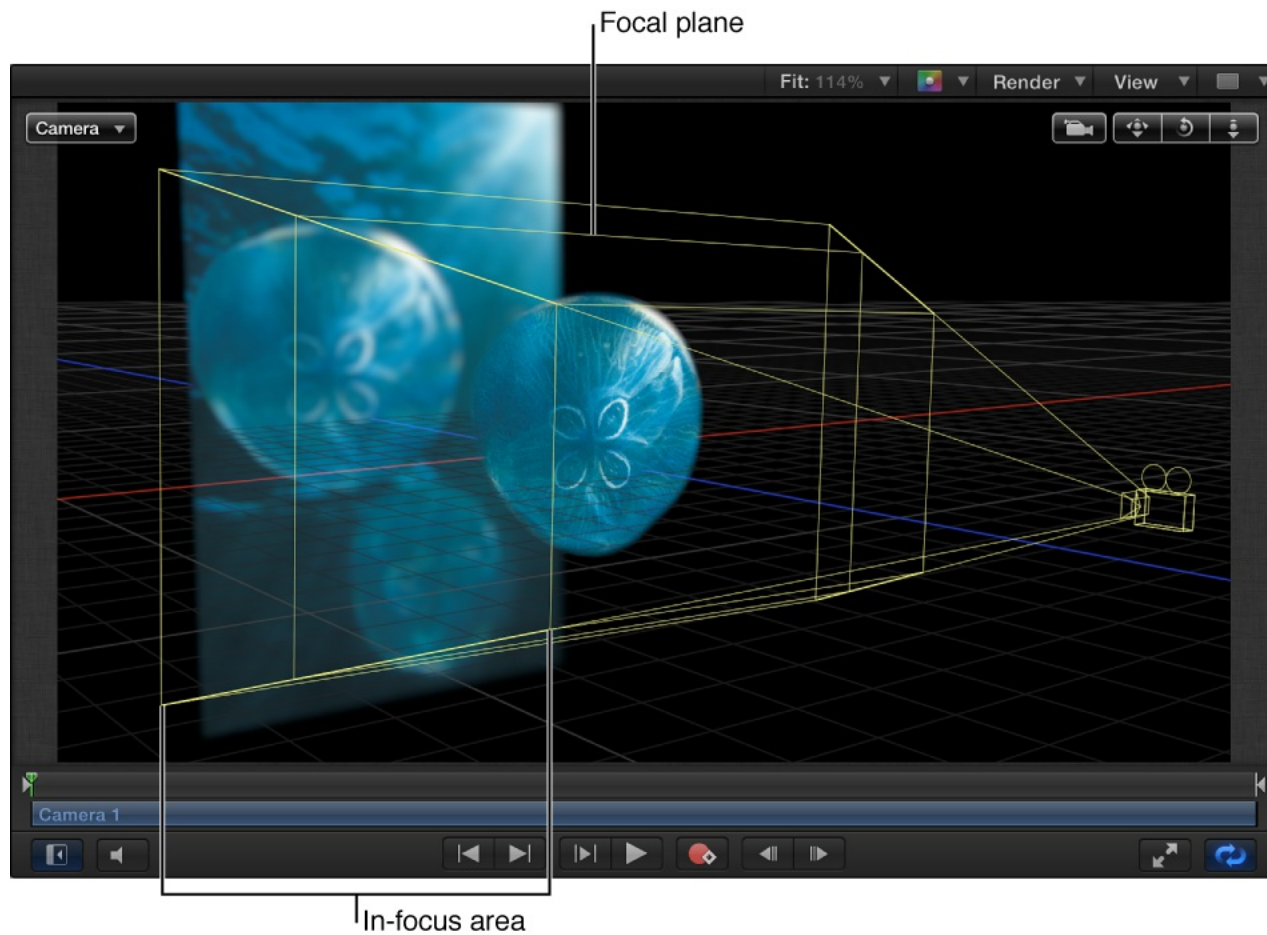 Focal plane
Fit: 114%
Render
View
Camera
Camera 1
In-focus area